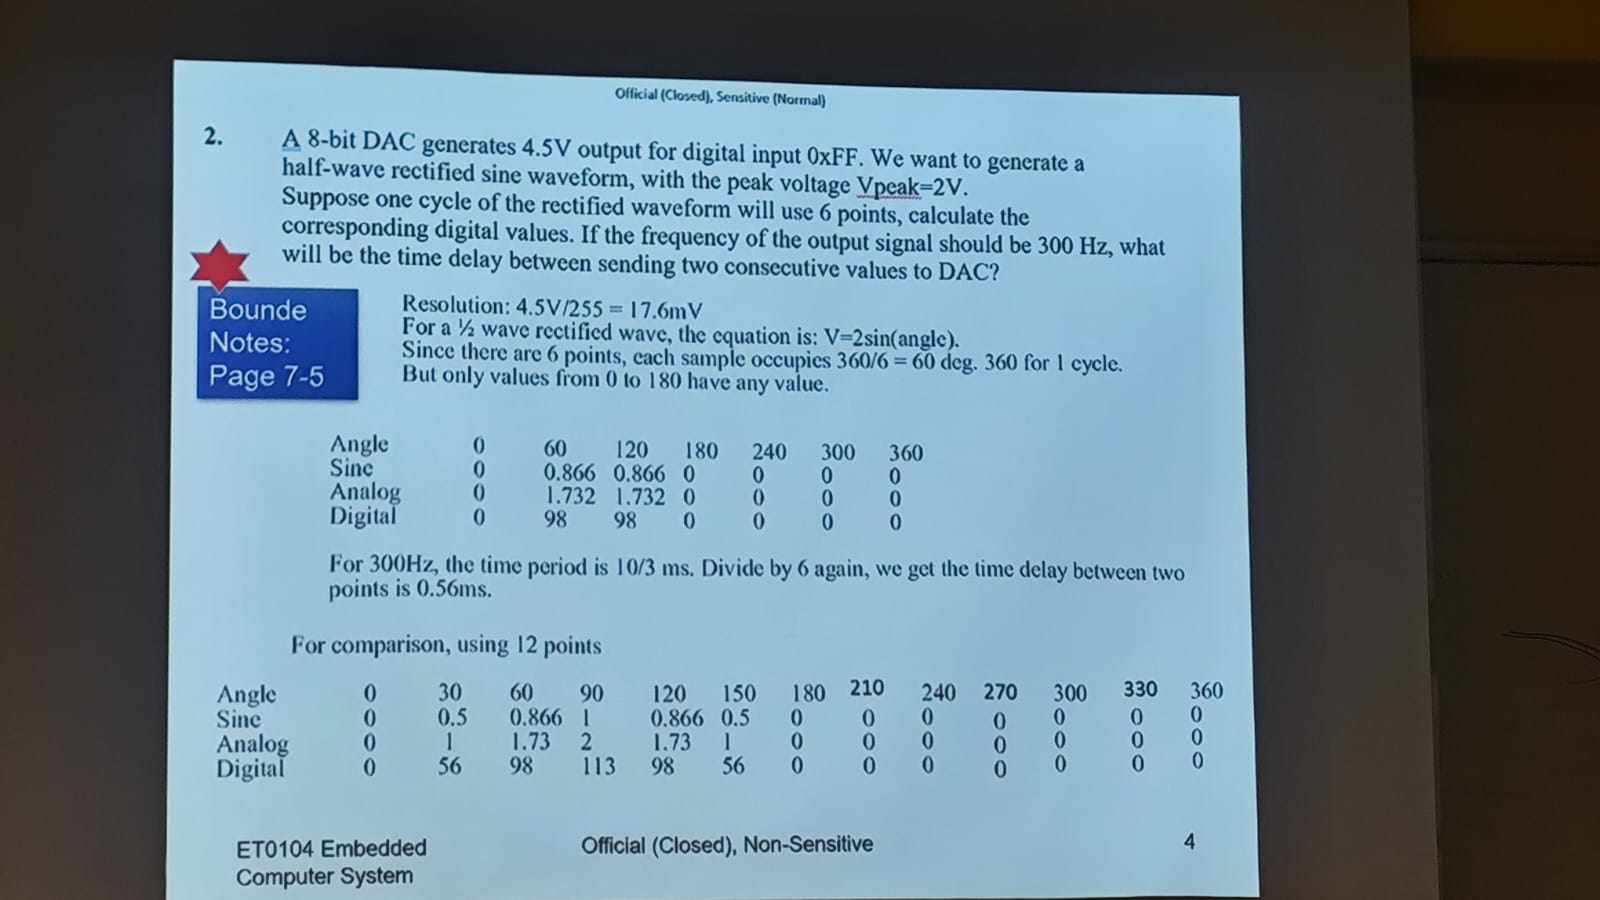 Official (Closed), Sensitive (Normal)
2. A 8-bit DAC generates 4.5V output for digital input 0xFF. We want to generate a
half-wave rectified sine waveform, with the peak voltage Vpeak=2V.
Suppose one cycle of the rectified waveform will use 6 points, calculate the
corresponding digital values. If the frequency of the output signal should be 300 Hz, what
will be the time delay between sending two consecutive values to DAC?
Bounde
Notes:
Page 7-5
Resolution: 4.5V/255 = 17.6mV
For a ½ wave rectified wave, the equation is: V=2sin(angle).
Since there are 6 points, each sample occupies 360/6 = 60 deg. 360 for 1 cycle.
But only values from 0 to 180 have any value.
Angle 0 60 120 180 240 300 360
Sine 0 0.866 0.866 0 0 0 0
Analog 0 1.732 1.732 0 0 0 0
Digital 0 98 98 0 0 0 0
For 300Hz, the time period is 10/3 ms. Divide by 6 again, we get the time delay between two
points is 0.56ms.
For comparison, using 12 points
Angle 0 30 60 90 120 150 180 210 240 270 300 330 360
Sine 0 0.5 0.866 1 0.866 0.5 0 0 0 0 0 0 0
Analog 0 1 1.73 2 1.73 1 0 0 0 0 0 0 0
Digital 0 56 98 113 98 56 0 0 0 0 0 0 0
ET0104 Embedded
Computer System
Official (Closed), Non-Sensitive
4